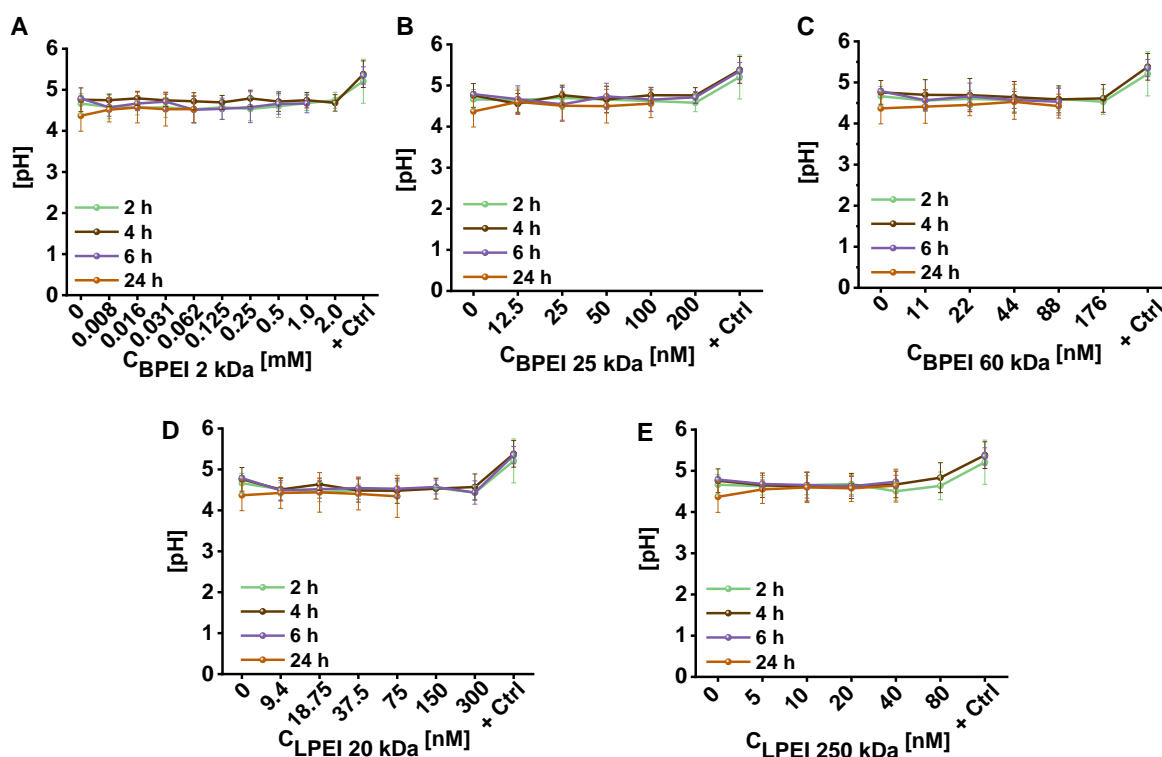 A
6
5
4
3
2
1
0
[pH]
2 h
4 h
6 h
24 h
0
0.008
0.016
0.031
0.062
0.125
0.25
0.5
1.0
2.0
+ Ctrl
CBPEI 2 kDa [mM]
B
6
5
4
3
2
1
0
[pH]
2 h
4 h
6 h
24 h
0
12.5
25
50
100
200
+ Ctrl
CBPEI 25 kDa [nM]
C
6
5
4
3
2
1
0
[pH]
2 h
4 h
6 h
24 h
0
11
22
44
88
176
+ Ctrl
CBPEI 60 kDa [nM]
D
6
5
4
3
2
1
0
[pH]
2 h
4 h
6 h
24 h
0
9.4
18.75
37.5
75
150
300
+ Ctrl
CLPEI 20 kDa [nM]
E
6
5
4
3
2
1
0
[pH]
2 h
4 h
6 h
24 h
0
5
10
20
40
80
+ Ctrl
CLPEI 250 kDa [nM]